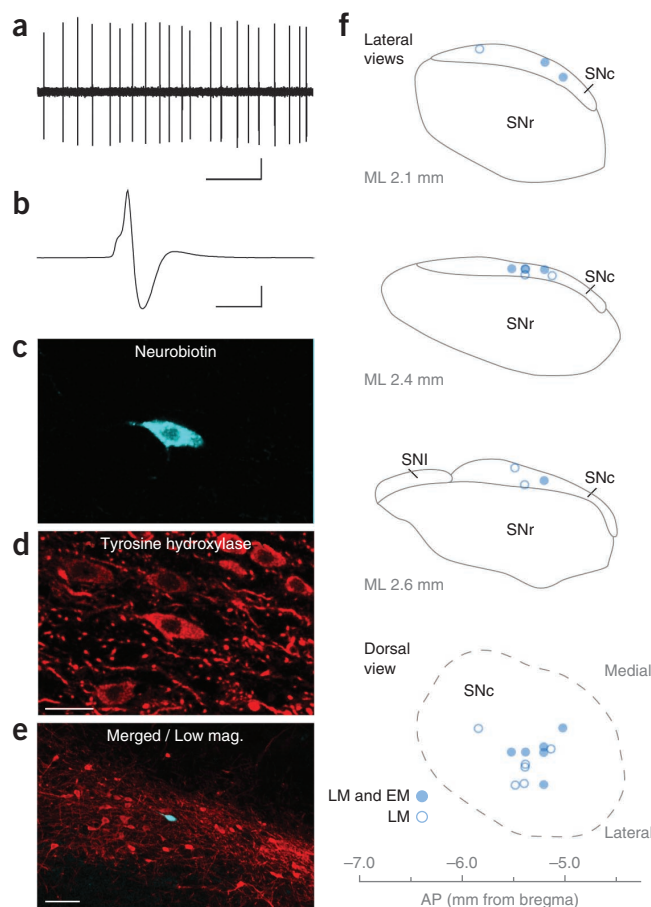 a
b
c
Neurobiotin
d
Tyrosine hydroxylase
e
Merged / Low mag.
f
Lateral
views
SNc
SNr
ML 2.1 mm
SNc
SNr
ML 2.4 mm
SNl
SNc
SNr
ML 2.6 mm
Dorsal
view
SNc
Medial
LM and EM
LM
Lateral
–7.0 –6.0 –5.0
AP (mm from bregma)